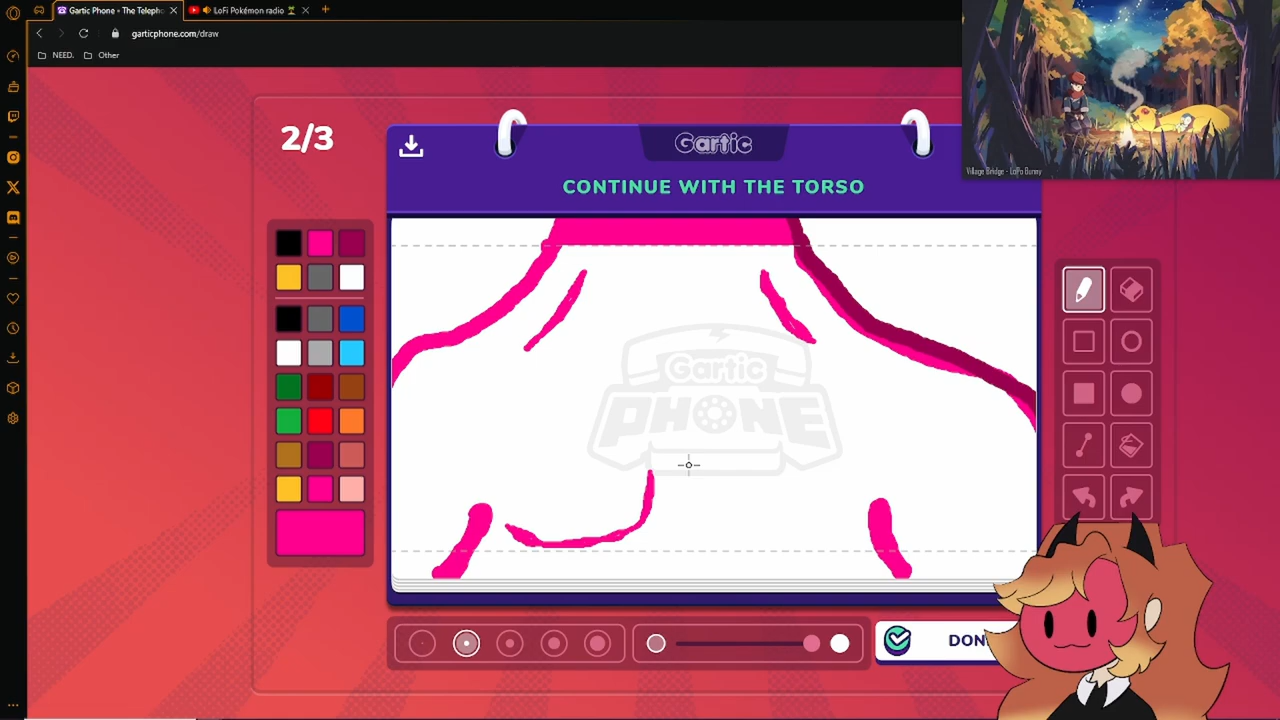 Gartic Phone - The Teleph
LoFi Pokémon radio
garticphone.com/draw
NEED.
Other
Village Bridge - LoFo Bunny
2/3
Gartic
CONTINUE WITH THE TORSO
Gartic
PHONE
DON